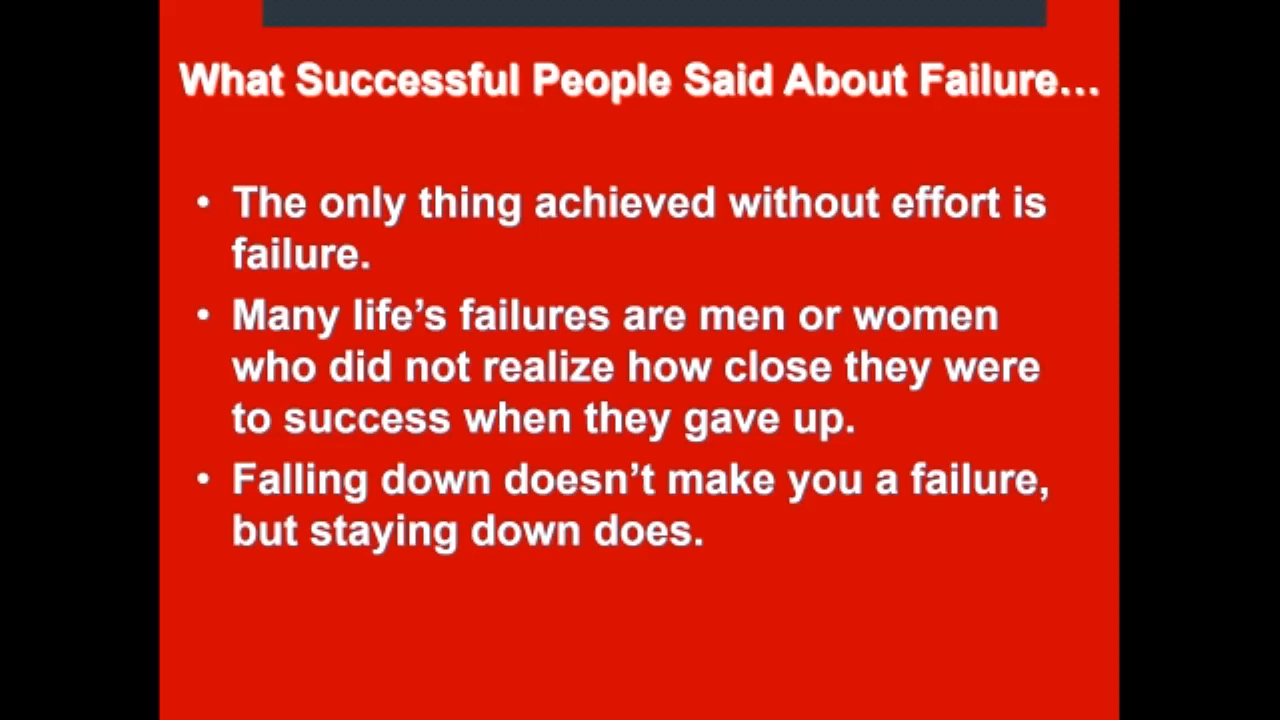 What Successful People Said About Failure...
• The only thing achieved without effort is
failure.
• Many life's failures are men or women
who did not realize how close they were
to success when they gave up.
• Falling down doesn't make you a failure,
but staying down does.